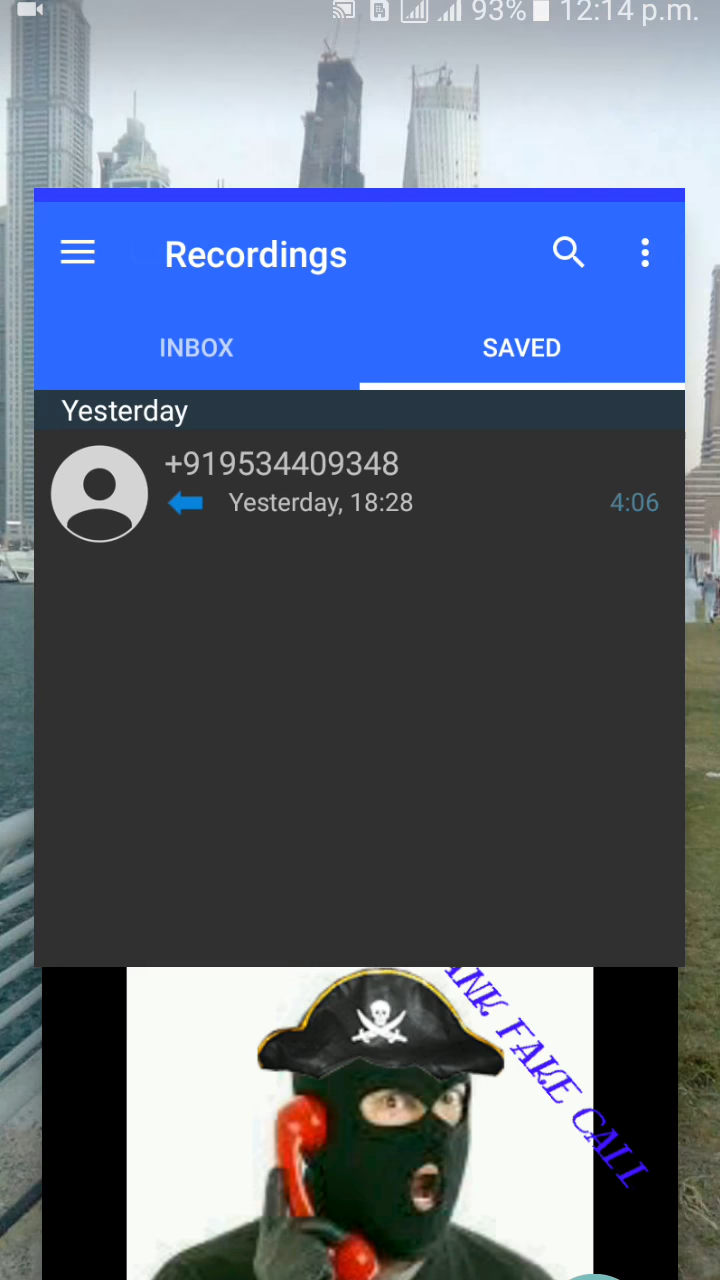 93% 12:14 p.m.
Recordings
INBOX SAVED
Yesterday
+919534409348
Yesterday, 18:28 4:06
FAKE CALL